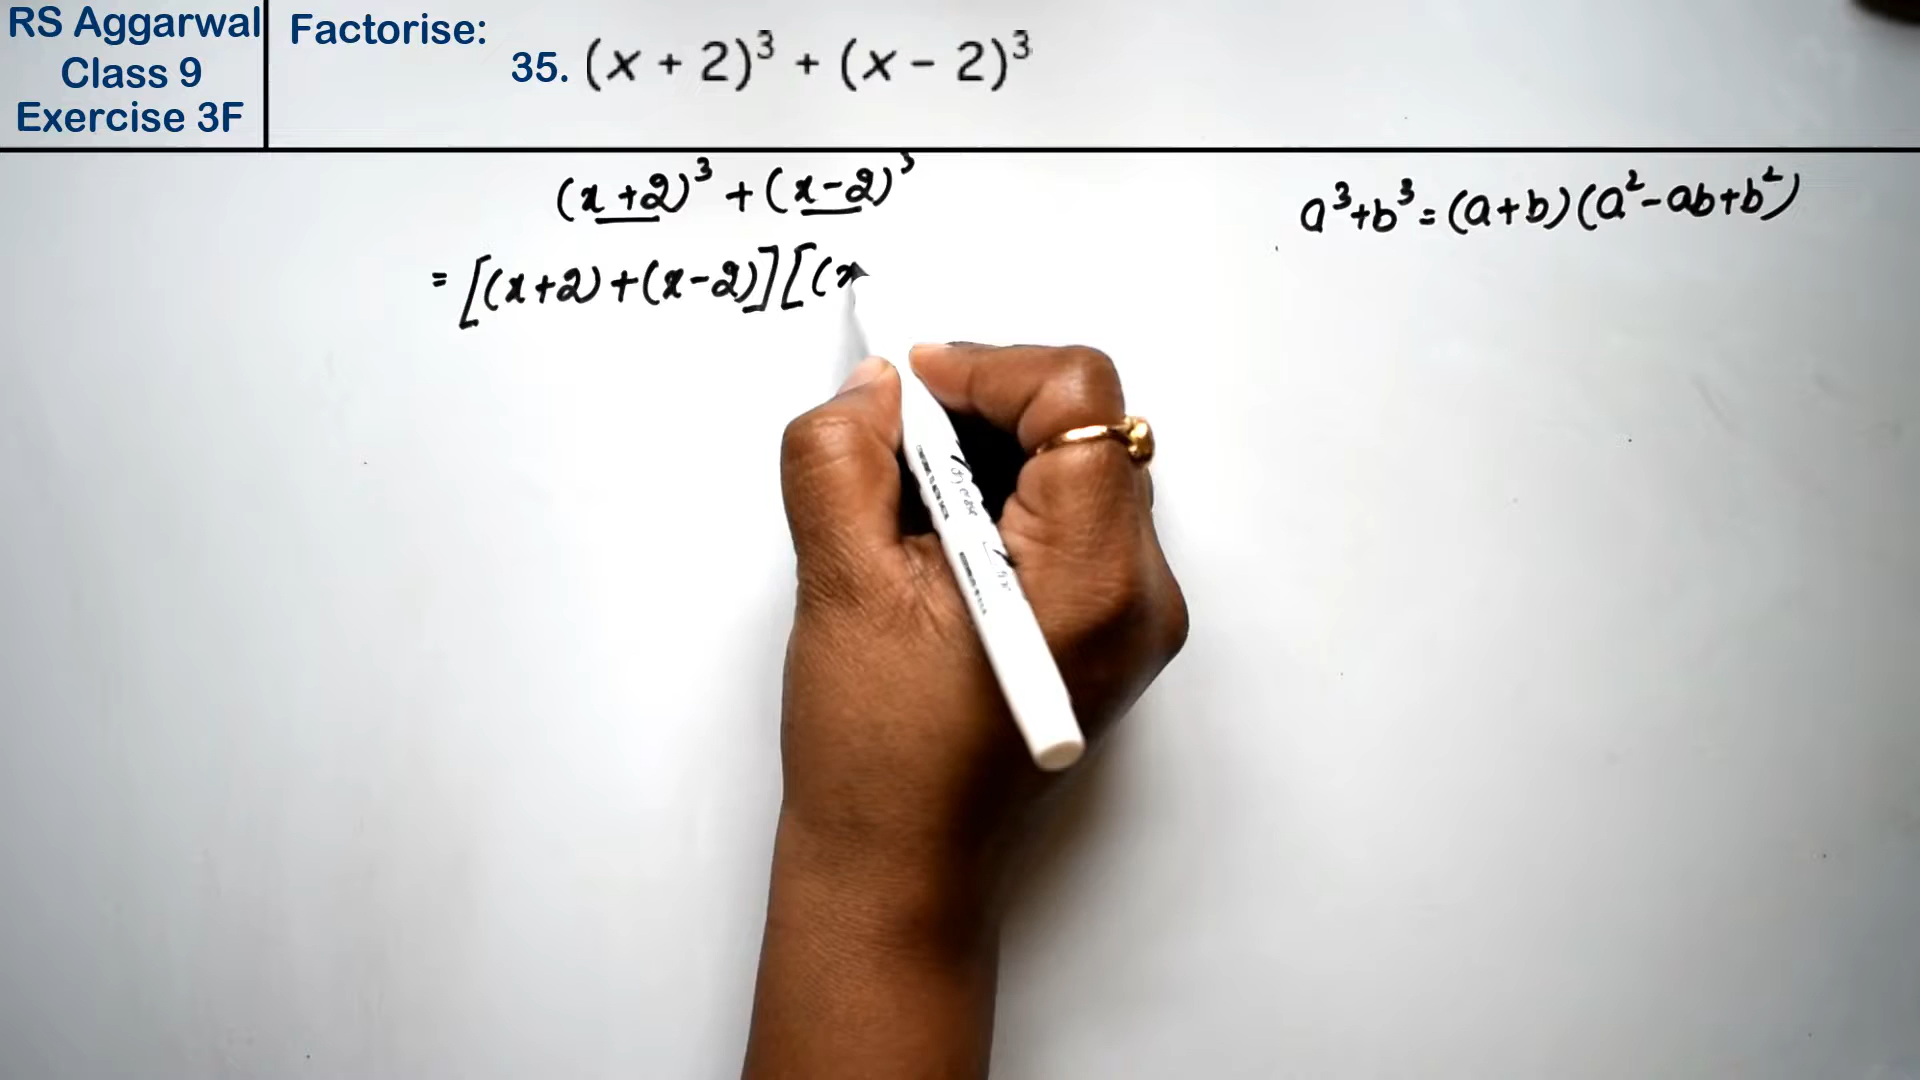 RS Aggarwal
Class 9
Exercise 3F
Factorise:
35. (x + 2)³ + (x - 2)³
(x+2)³ + (x-2)³
= [(x+2)+(x-2)][(x
a³+b³=(a+b)(a²-ab+b²)